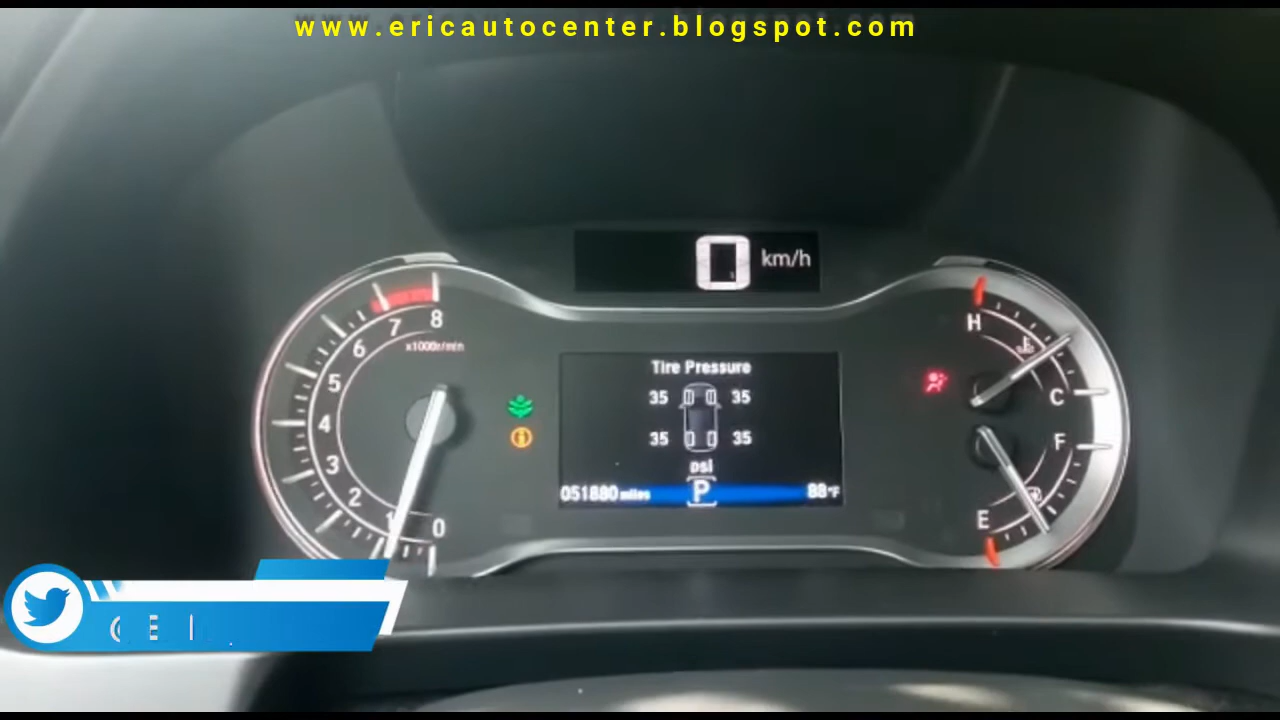 www.ericautocenter.blogspot.com
0 km/h
8
7
6
x1000r/min
5
4
3
2
1
0
Tire Pressure
35 35
35 35
psi
051880 miles P 88°F
H
C
F
E